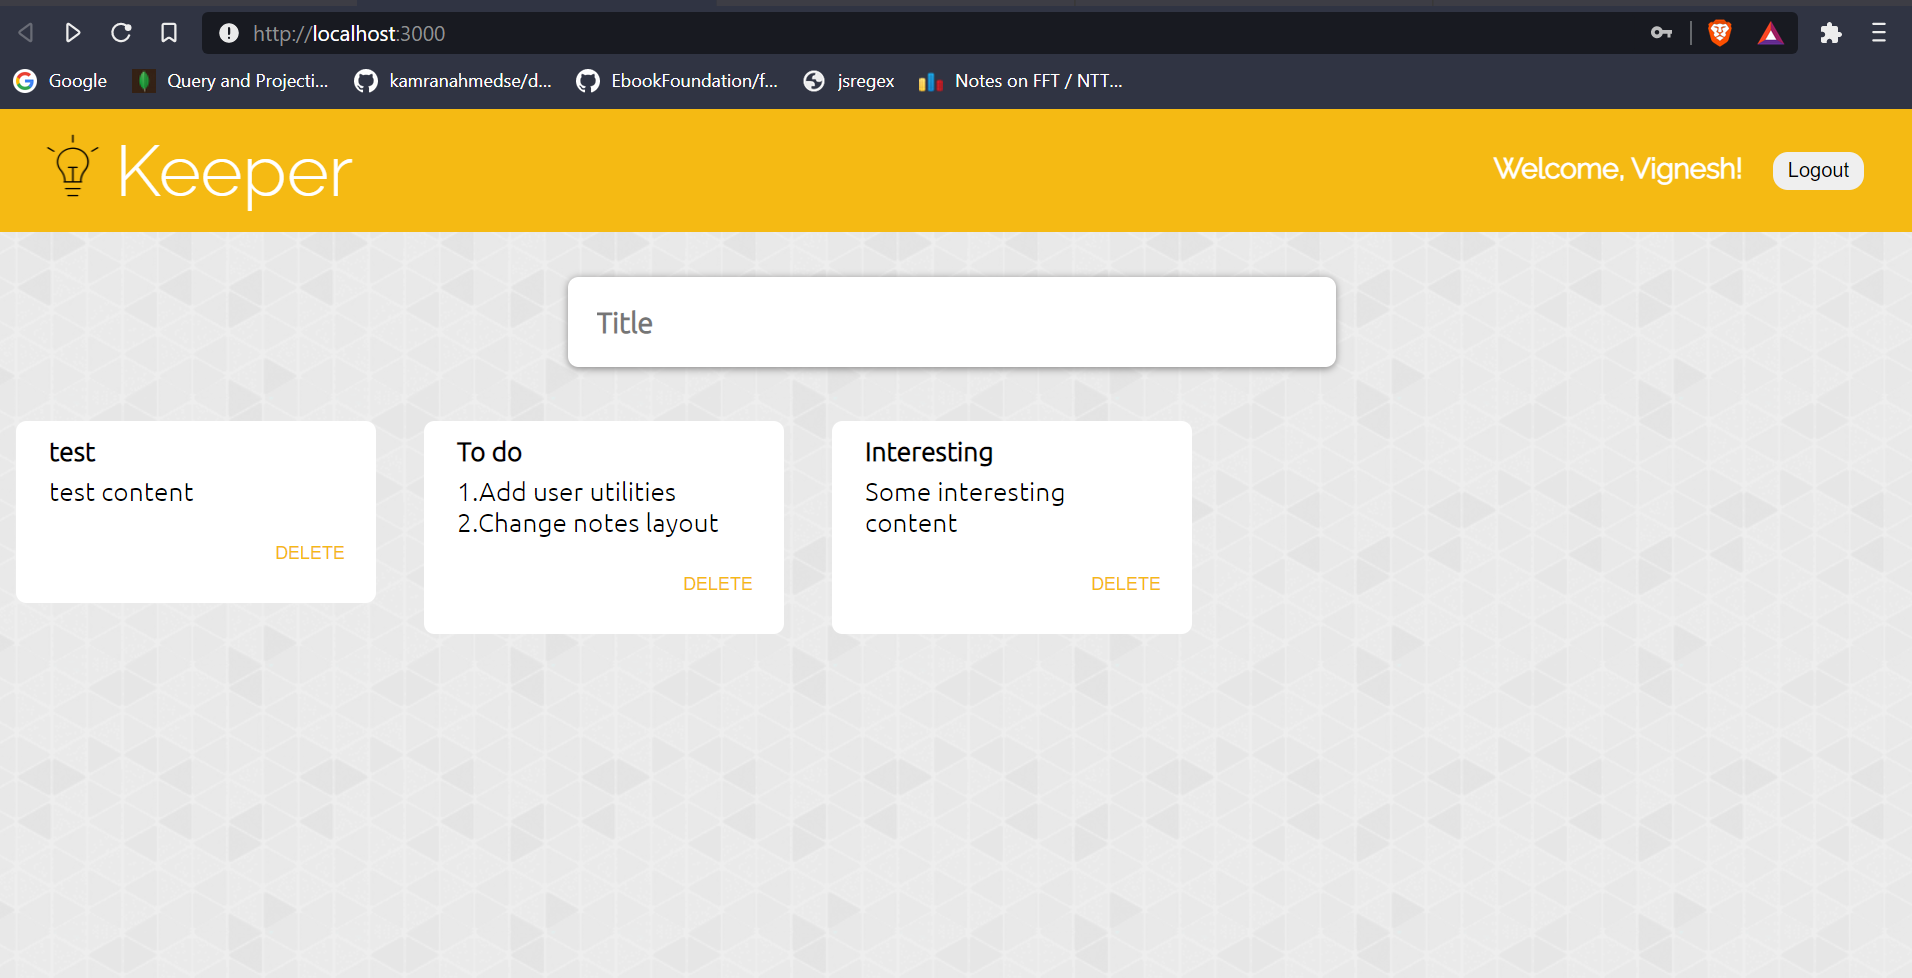 http://localhost:3000
Google
Query and Projecti...
kamranahmedse/d...
EbookFoundation/f...
jsregex
Notes on FFT / NTT...
Keeper
Welcome, Vignesh!
Logout
Title
test
test content
DELETE
To do
1.Add user utilities
2.Change notes layout
DELETE
Interesting
Some interesting
content
DELETE